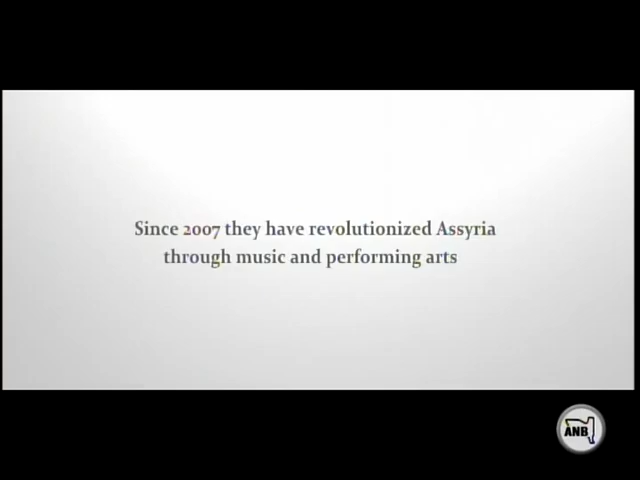 Since 2007 they have revolutionized Assyria
through music and performing arts
ANB